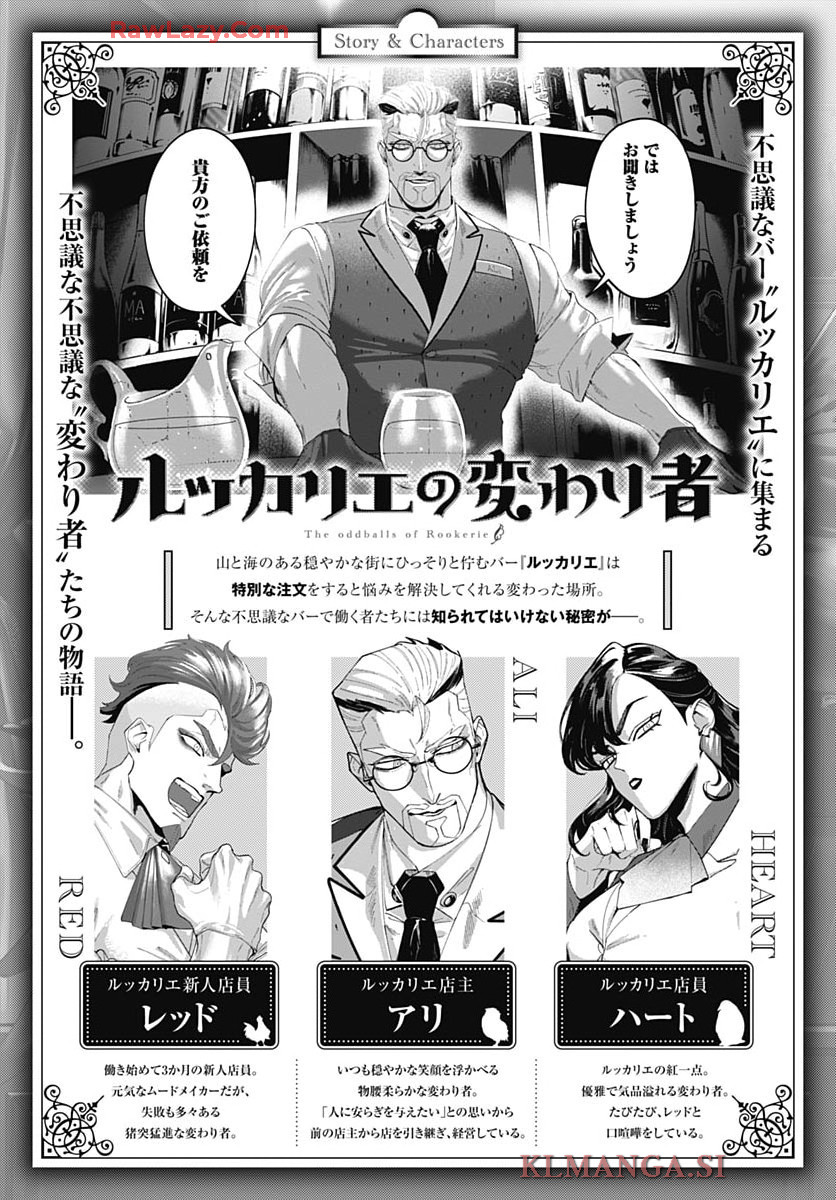 RawLazy.Com
Story & Characters
不思議なバー〝ルッカリエ〟に集まる
では
お聞きしましょう
貴方のご依頼を
不思議な不思議な〝変わり者〟たちの物語──。
MA
ルッカリエの変わり者
The oddballs of Rookerie
山と海のある穏やかな街にひっそりと佇むバー『ルッカリエ』は
特別な注文をすると悩みを解決してくれる変わった場所。
そんな不思議なバーで働く者たちには知られてはいけない秘密が──。
HEART
ルッカリエ店員
ハート
ルッカリエの紅一点。
優雅で気品溢れる変わり者。
たびたび、レッドと
口喧嘩をしている。
ALI
ルッカリエ店主
アリ
いつも穏やかな笑顔を浮かべる
物腰柔らかな変わり者。
「人に安らぎを与えたい」との思いから
前の店主から店を引き継ぎ、経営している。
RED
ルッカリエ新人店員
レッド
働き始めて3か月の新人店員。
元気なムードメイカーだが、
失敗も多々ある
猪突猛進な変わり者。
KLMANGA.SI